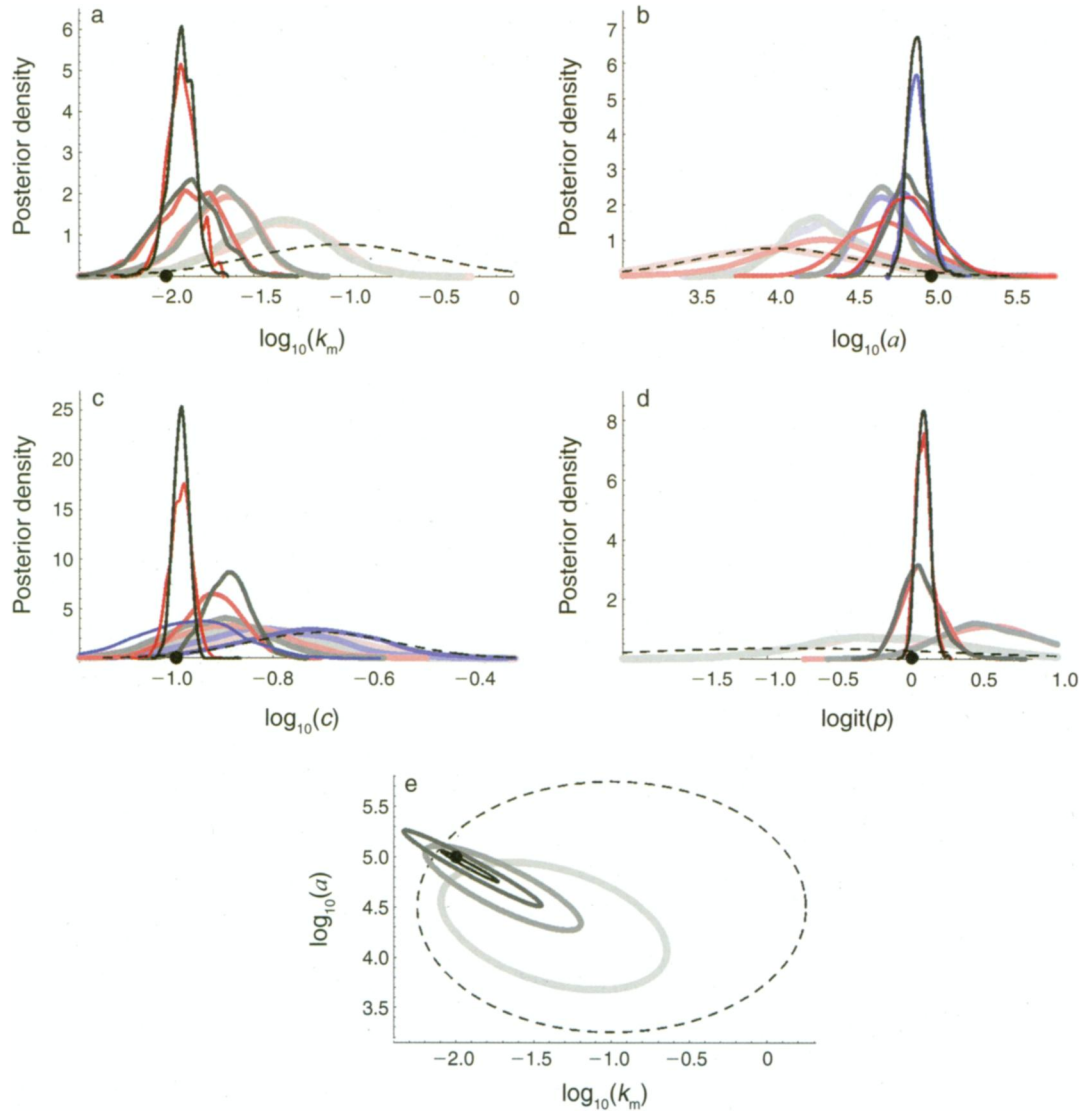 a
6
5
4
3
2
1
Posterior density
−2.0 −1.5 −1.0 −0.5 0
log₁₀(kₘ)
b
7
6
5
4
3
2
1
Posterior density
3.5 4.0 4.5 5.0 5.5
log₁₀(a)
c
25
20
15
10
5
Posterior density
−1.0 −0.8 −0.6 −0.4
log₁₀(c)
d
8
6
4
2
Posterior density
−1.5 −1.0 −0.5 0 0.5 1.0
logit(p)
e
5.5
5.0
4.5
4.0
3.5
log₁₀(a)
−2.0 −1.5 −1.0 −0.5 0
log₁₀(kₘ)